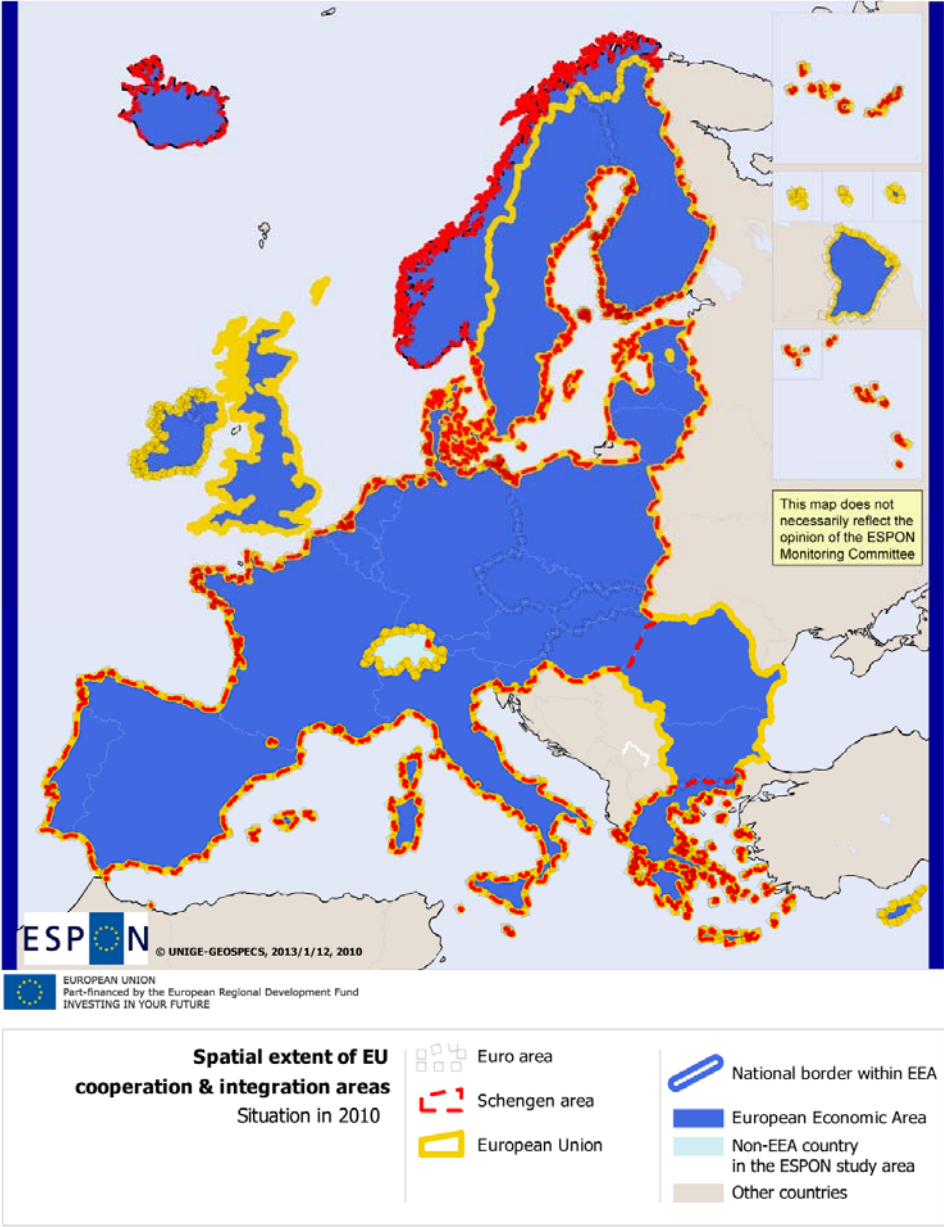 This map does not
necessarily reflect the
opinion of the ESPON
Monitoring Committee
ESPON
© UNIGE-GEOSPECS, 2013/1/12, 2010
EUROPEAN UNION
Part-financed by the European Regional Development Fund
INVESTING IN YOUR FUTURE
Spatial extent of EU
cooperation & integration areas
Situation in 2010
Euro area
Schengen area
European Union
National border within EEA
European Economic Area
Non-EEA country
in the ESPON study area
Other countries